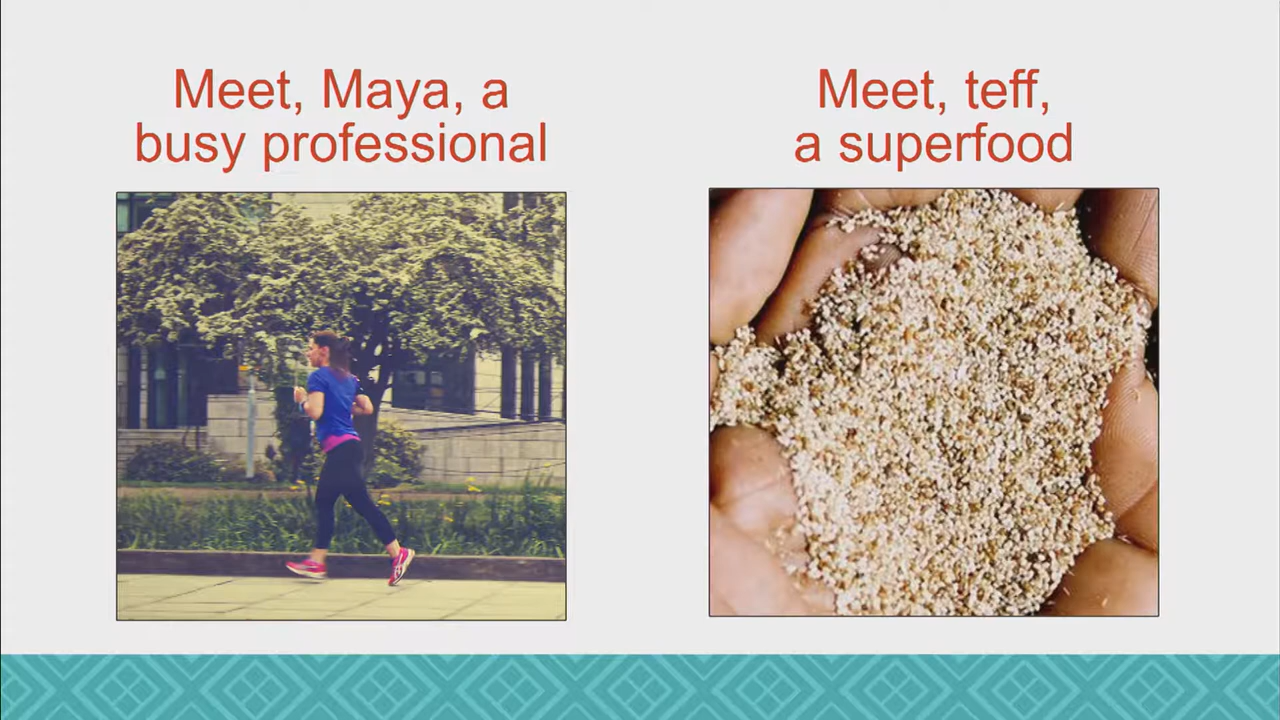 Meet, Maya, a
busy professional
Meet, teff,
a superfood